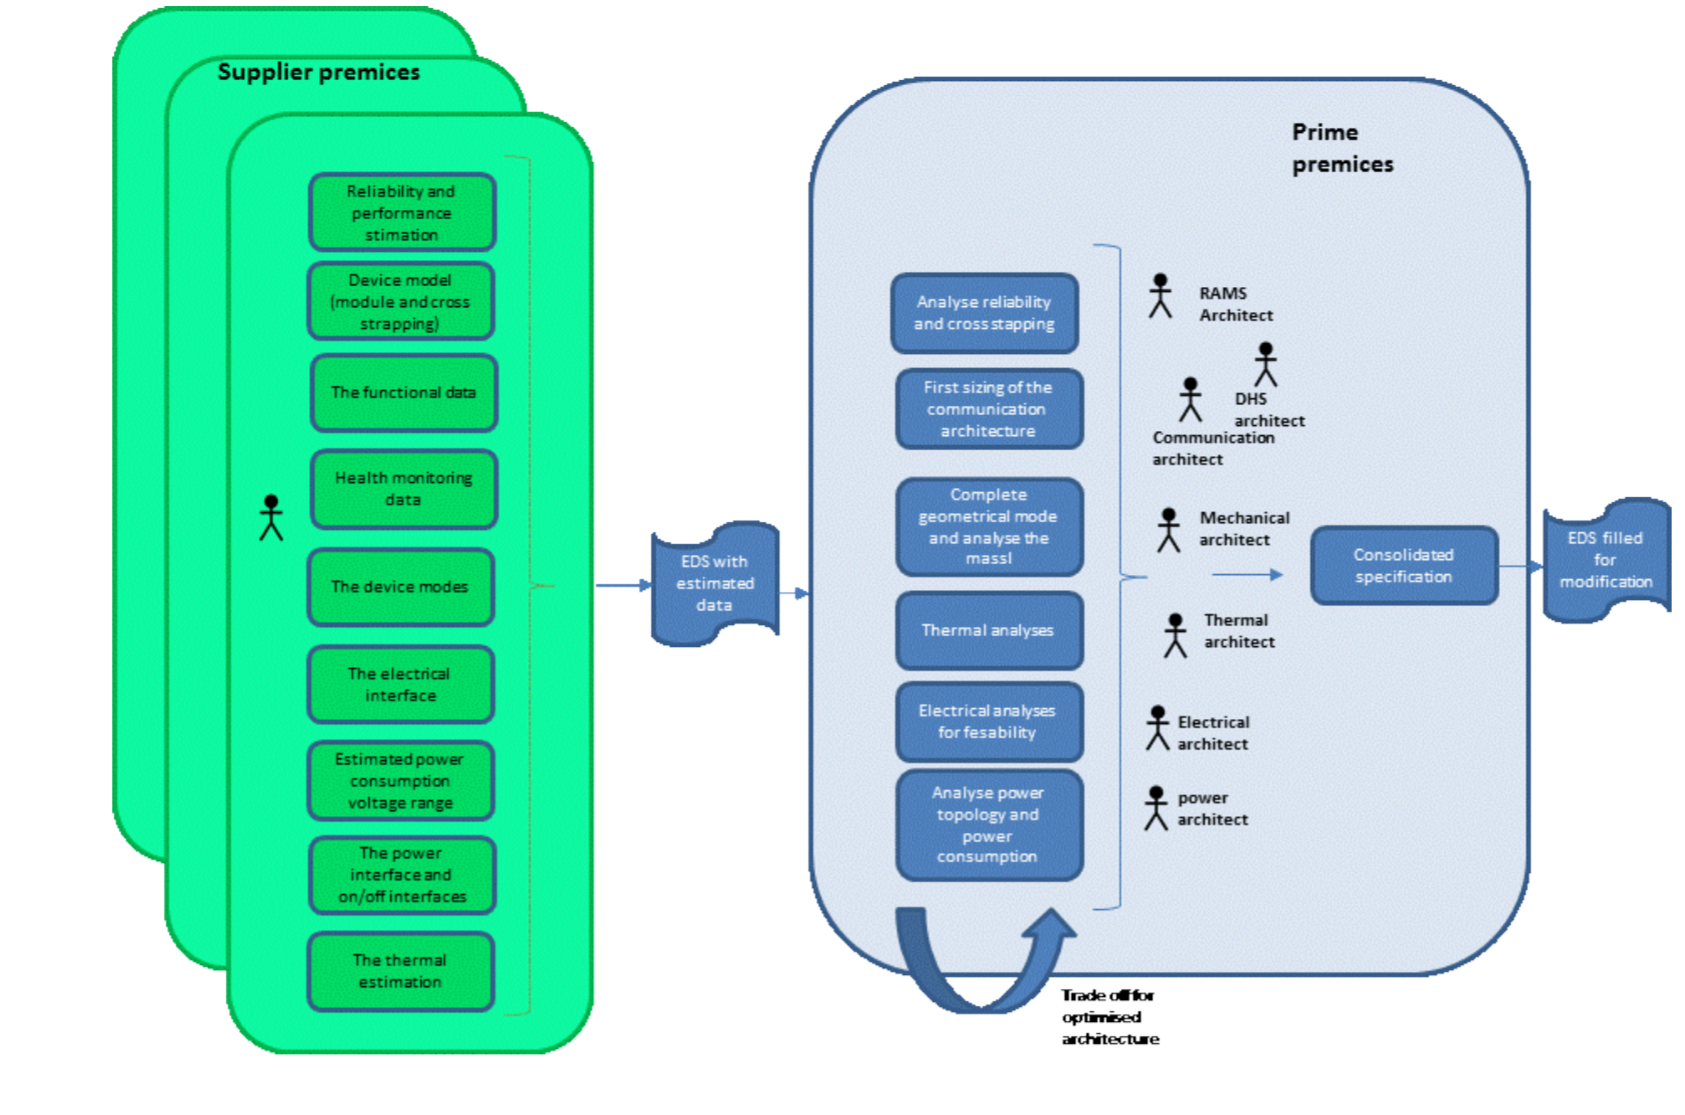 Supplier premices
Reliability and
performance
stimation
Device model
(module and cross
strapping)
The functional data
Health monitoring
data
The device modes
The electrical
interface
Estimated power
consumption
voltage range
The power
interface and
on/off interfaces
The thermal
estimation
EDS with
estimated
data
Prime
premices
Analyse reliability
and cross stapping
First sizing of the
communication
architecture
Complete
geometrical mode
and analyse the
massl
Thermal analyses
Electrical analyses
for fesability
Analyse power
topology and
power
consumption
RAMS
Architect
DHS
architect
Communication
architect
Mechanical
architect
Thermal
architect
Electrical
architect
power
architect
Trade off for
optimised
architecture
Consolidated
specification
EDS filled
for
modification